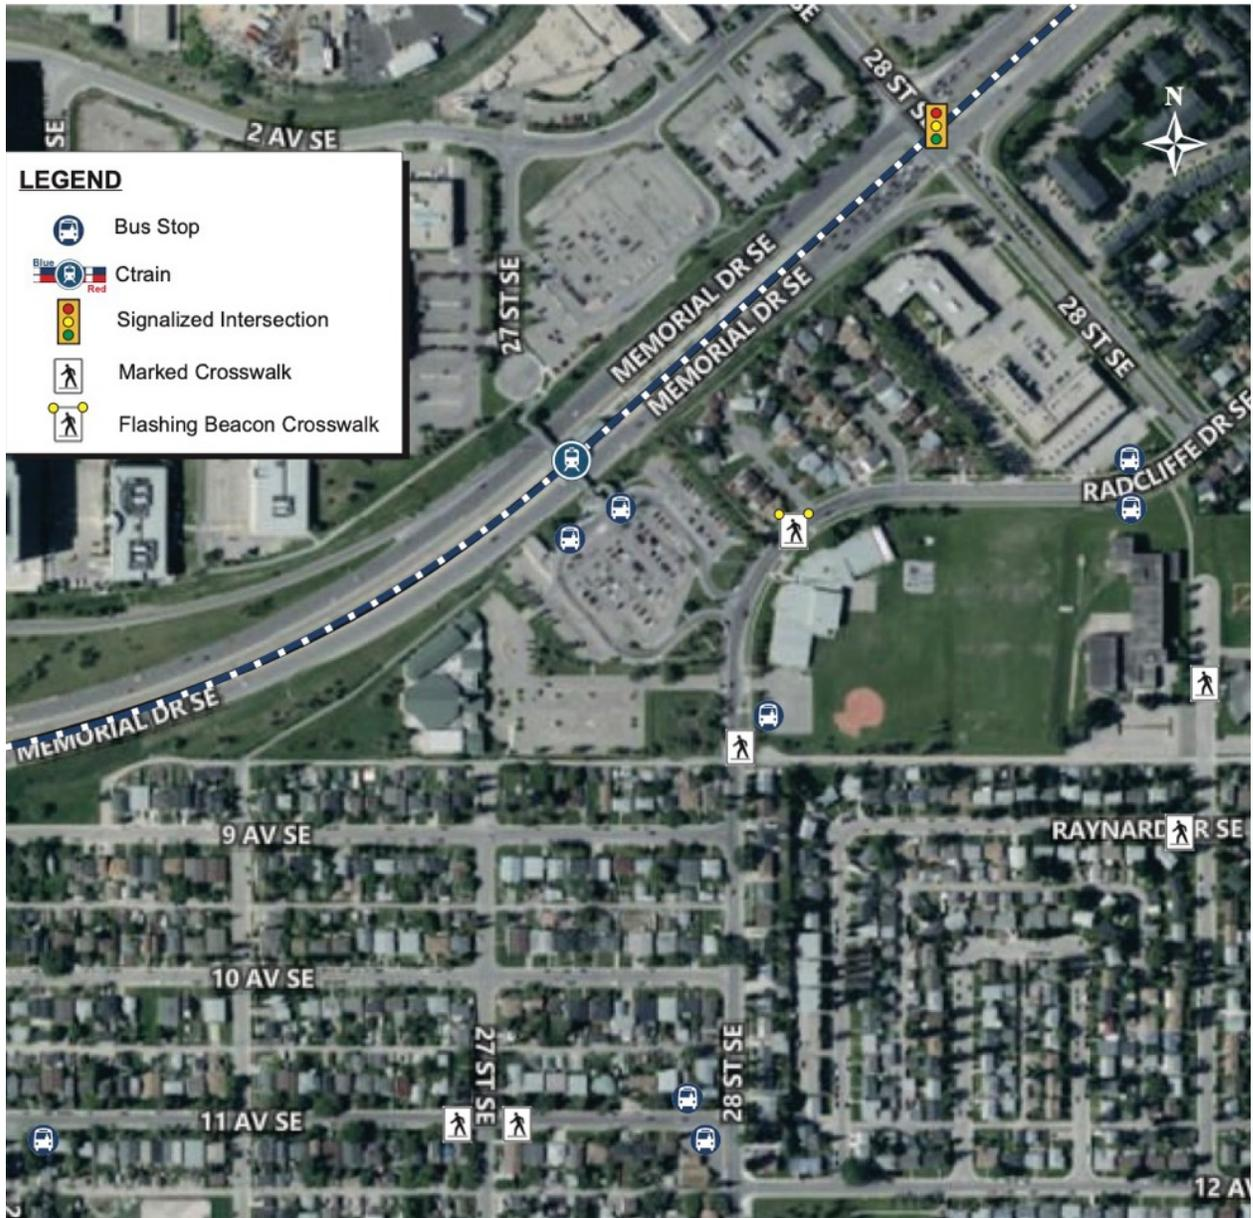 SE
28 ST S
N
SE
2 AV SE
LEGEND
Bus Stop
Blue
Red
Ctrain
Signalized Intersection
Marked Crosswalk
Flashing Beacon Crosswalk
27 ST SE
MEMORIAL DR SE
MEMORIAL DR SE
28 ST SE
RADCLIFFE DR SE
MEMORIAL DR SE
9 AV SE
RAYNARD R SE
10 AV SE
27 ST SE
28 ST SE
11 AV SE
12 AV